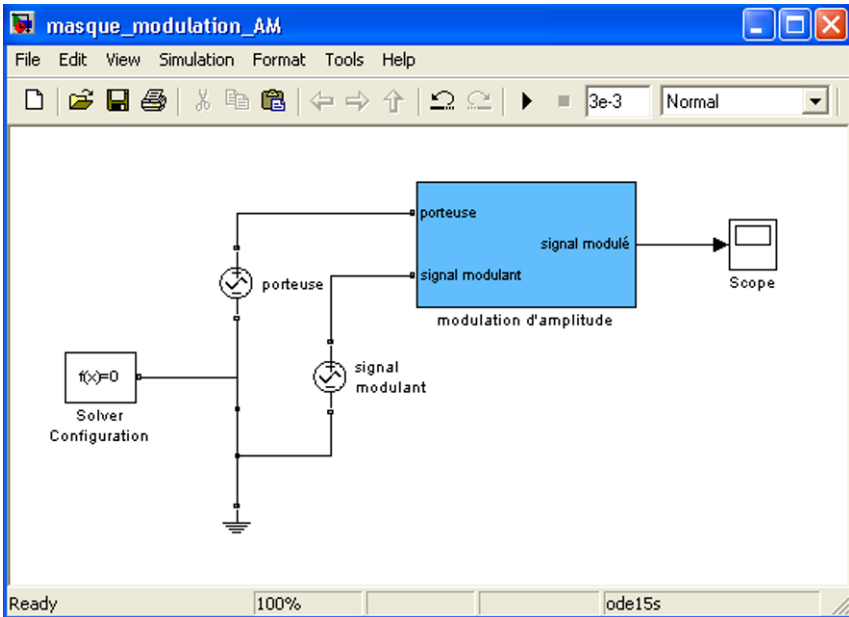 masque_modulation_AM
File Edit View Simulation Format Tools Help
3e-3 Normal
porteuse
signal modulé
signal modulant
Scope
modulation d'amplitude
porteuse
signal
modulant
f(x)=0
Solver
Configuration
Ready 100% ode15s